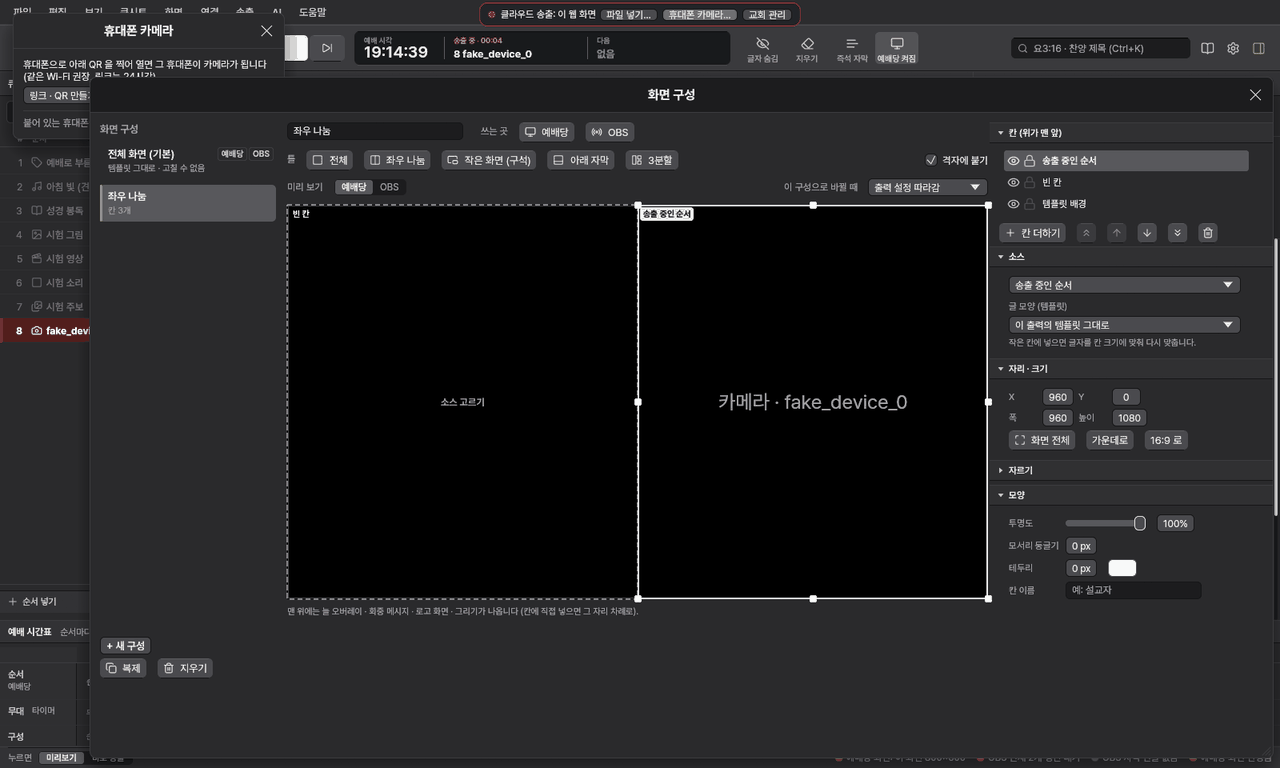 도움말
클라우드 송출: 이 웹 화면
파일 넣기...
휴대폰 카메라...
교회 관리
휴대폰 카메라
휴대폰으로 아래 QR 을 찍어 열면 그 휴대폰이 카메라가 됩니다
(같은 Wi-Fi 권장, 링크는 24시간)
링크 · QR 만들기
붙어 있는 휴대폰
예배 시각
19:14:39
송출 중 · 00:04
8 fake_device_0
다음
없음
글자 숨김
지우기
즉석 자막
예배당 켜짐
요3:16 · 찬양 제목 (Ctrl+K)
화면 구성
화면 구성
전체 화면 (기본)
예배당
OBS
템플릿 그대로 · 고칠 수 없음
좌우 나눔
칸 3개
+ 새 구성
복제
지우기
좌우 나눔
쓰는 곳
예배당
OBS
틀
전체
좌우 나눔
작은 화면 (구석)
아래 자막
3분할
격자에 붙기
미리 보기
예배당
OBS
이 구성으로 바뀔 때
출력 설정 따라감
빈 칸
소스 고르기
송출 중인 순서
카메라 · fake_device_0
맨 위에는 늘 오버레이 · 회중 메시지 · 로고 화면 · 그리기가 나옵니다 (칸에 직접 넣으면 그 자리 차례로).
칸 (위가 맨 앞)
송출 중인 순서
빈 칸
템플릿 배경
칸 더하기
소스
송출 중인 순서
글 모양 (템플릿)
이 출력의 템플릿 그대로
작은 칸에 넣으면 글자를 칸 크기에 맞춰 다시 맞춥니다.
자리 · 크기
X
960
Y
0
폭
960
높이
1080
화면 전체
가운데로
16:9 로
자르기
모양
투명도
100%
모서리 둥글기
0 px
테두리
0 px
칸 이름
예: 설교자
1
예배로 부름
2
아침 빛 (견
3
성경 봉독
4
시험 그림
5
시험 영상
6
시험 소리
7
시험 주보
8
fake_devi
순서 넣기
예배 시간표
순서마다
순서
예배당
무대
타이머
구성
누르면
미리보기